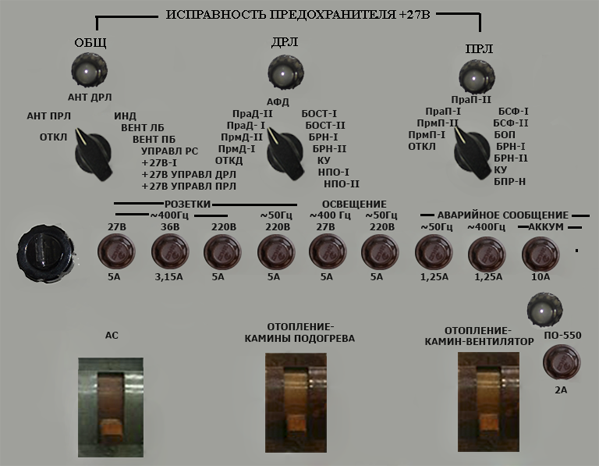 ИСПРАВНОСТЬ ПРЕДОХРАНИТЕЛЯ +27В
ОБЩ
ДРЛ
ПРЛ
АНТ ДРЛ
АНТ ПРЛ
ОТКЛ
ИНД
ВЕНТ ЛБ
ВЕНТ ПБ
УПРАВЛ РС
+27В-I
+27В УПРАВЛ ДРЛ
+27В УПРАВЛ ПРЛ
АФД
ПраД-II
ПраД- I
ПрмД-II
ПрмД-I
ОТКД
БОСТ-I
БОСТ-II
БРН-I
БРН-II
КУ
НПО-I
НПО-II
ПраП-II
ПраП-I
ПрмП-II
ПрмП-I
ОТКЛ
БСФ-I
БСФ-II
БОП
БРН-I
БРН-I1
КУ
БПР-Н
РОЗЕТКИ ОСВЕЩЕНИЕ АВАРИЙНОЕ СООБЩЕНИЕ
~400Гц ~50Гц ~400 Гц ~50Гц ~50Гц ~400Гц АККУМ
27В 36В 220В 220В 27В 220В
5А 3,15А 5А 5А 5А 5А 1,25А 1,25А 10А
АС
ОТОПЛЕНИЕ-
КАМИНЫ ПОДОГРЕВА
ОТОПЛЕНИЕ-
КАМИН-ВЕНТИЛЯТОР
ПО-550
2А